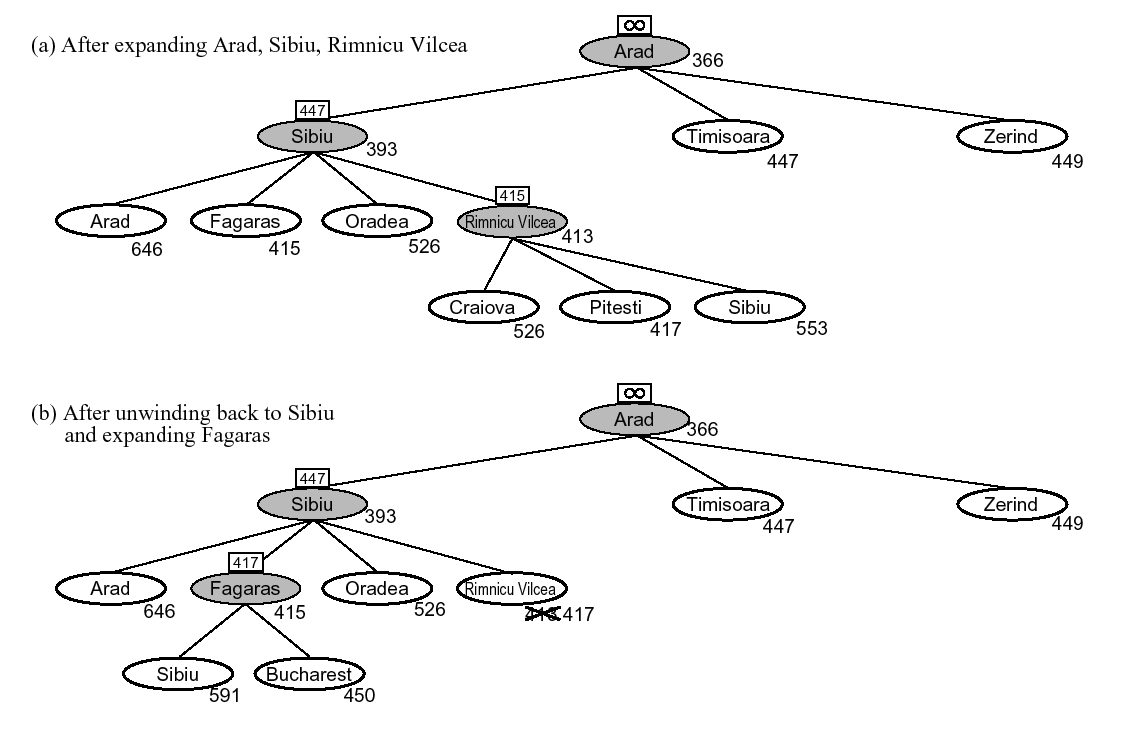 ∞
(a) After expanding Arad, Sibiu, Rimnicu Vilcea
Arad
366
447
Sibiu
393
Timisoara
447
Zerind
449
Arad
646
Fagaras
415
Oradea
526
415
Rimnicu Vilcea
413
Craiova
526
Pitesti
417
Sibiu
553
∞
(b) After unwinding back to Sibiu
and expanding Fagaras
Arad
366
447
Sibiu
393
Timisoara
447
Zerind
449
Arad
646
417
Fagaras
415
Oradea
526
Rimnicu Vilcea
413 417
Sibiu
591
Bucharest
450